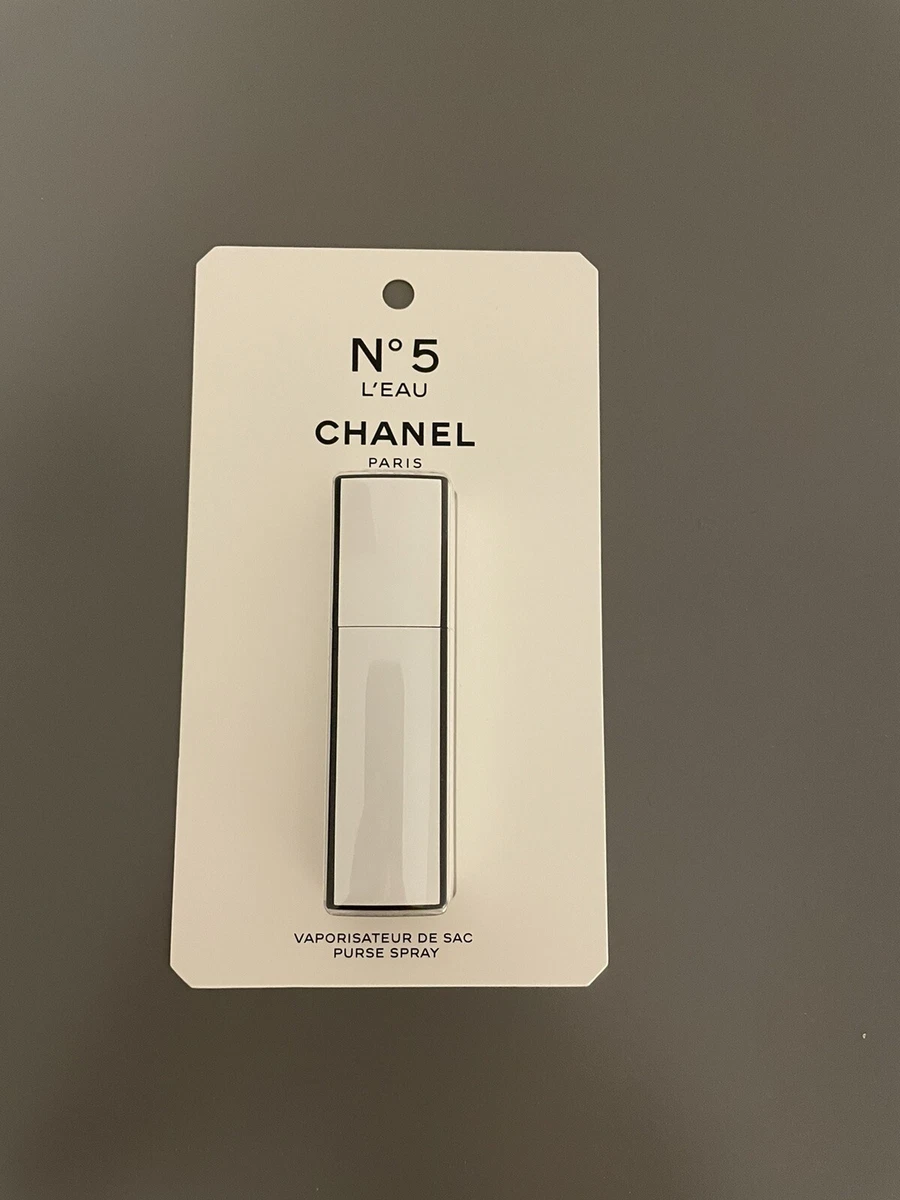 N° 5
L'EAU
CHANEL
PARIS
VAPORISATEUR DE SAC
PURSE SPRAY